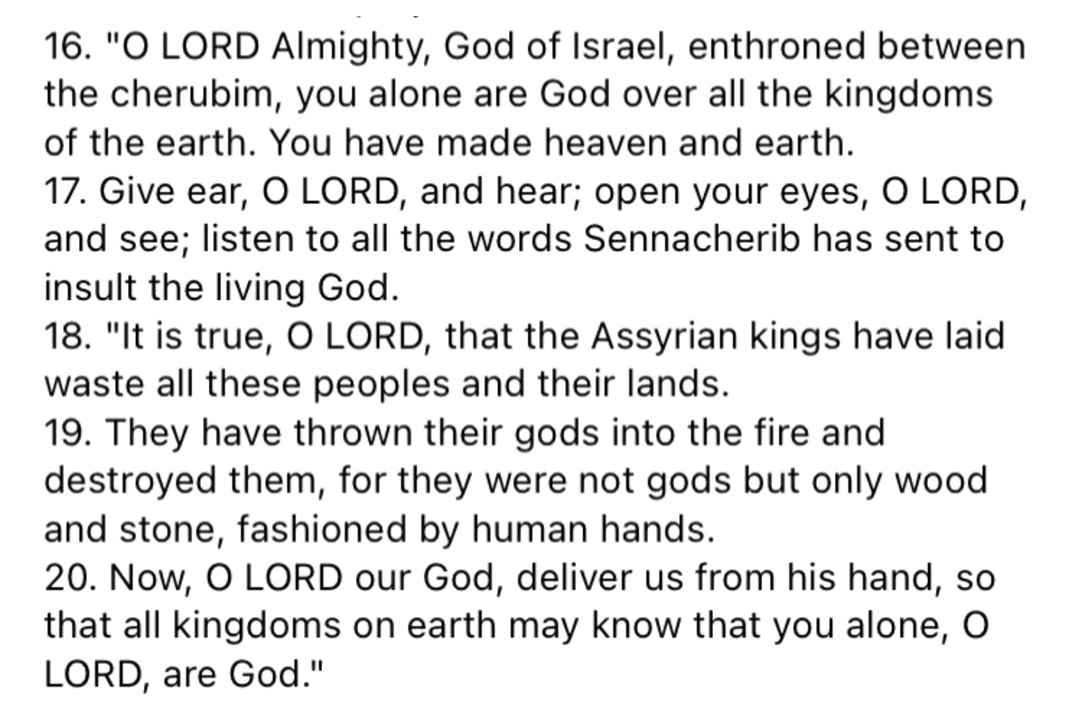 16. "O LORD Almighty, God of Israel, enthroned between
the cherubim, you alone are God over all the kingdoms
of the earth. You have made heaven and earth.
17. Give ear, O LORD, and hear; open your eyes, O LORD,
and see; listen to all the words Sennacherib has sent to
insult the living God.
18. "It is true, O LORD, that the Assyrian kings have laid
waste all these peoples and their lands.
19. They have thrown their gods into the fire and
destroyed them, for they were not gods but only wood
and stone, fashioned by human hands.
20. Now, O LORD our God, deliver us from his hand, so
that all kingdoms on earth may know that you alone, O
LORD, are God."